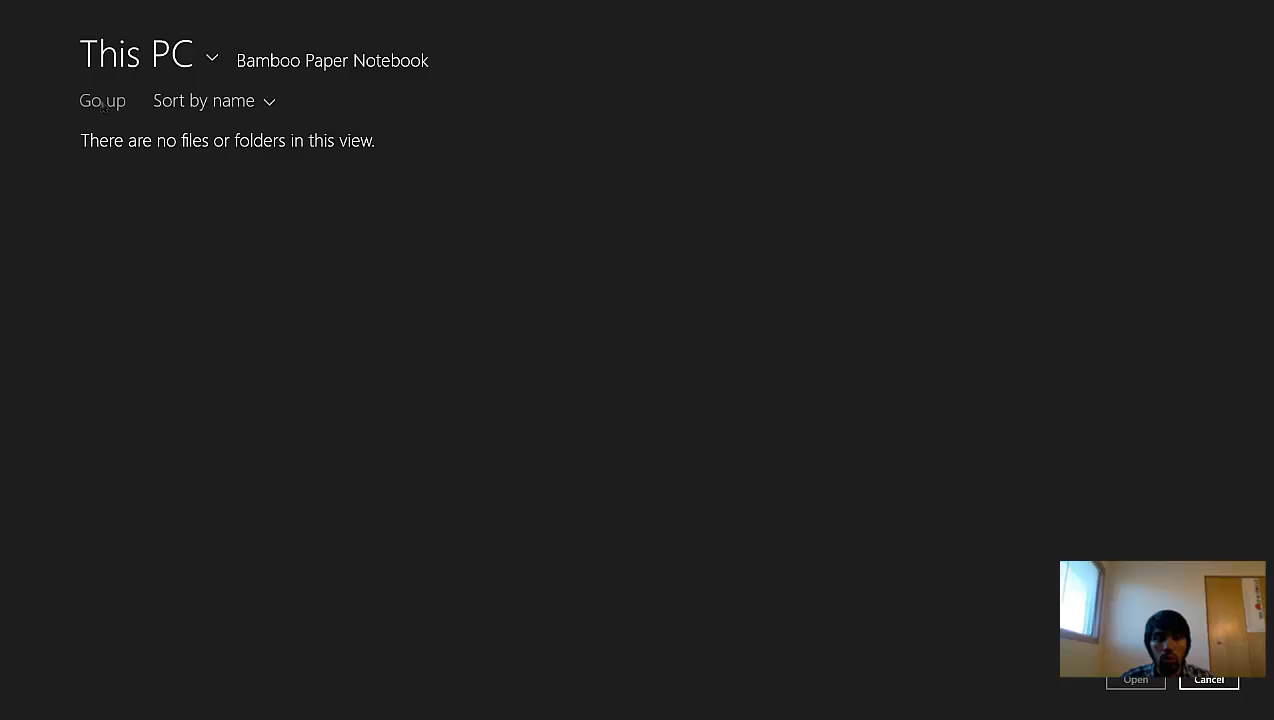 This PC Bamboo Paper Notebook
Go up Sort by name
There are no files or folders in this view.
Open Cancel